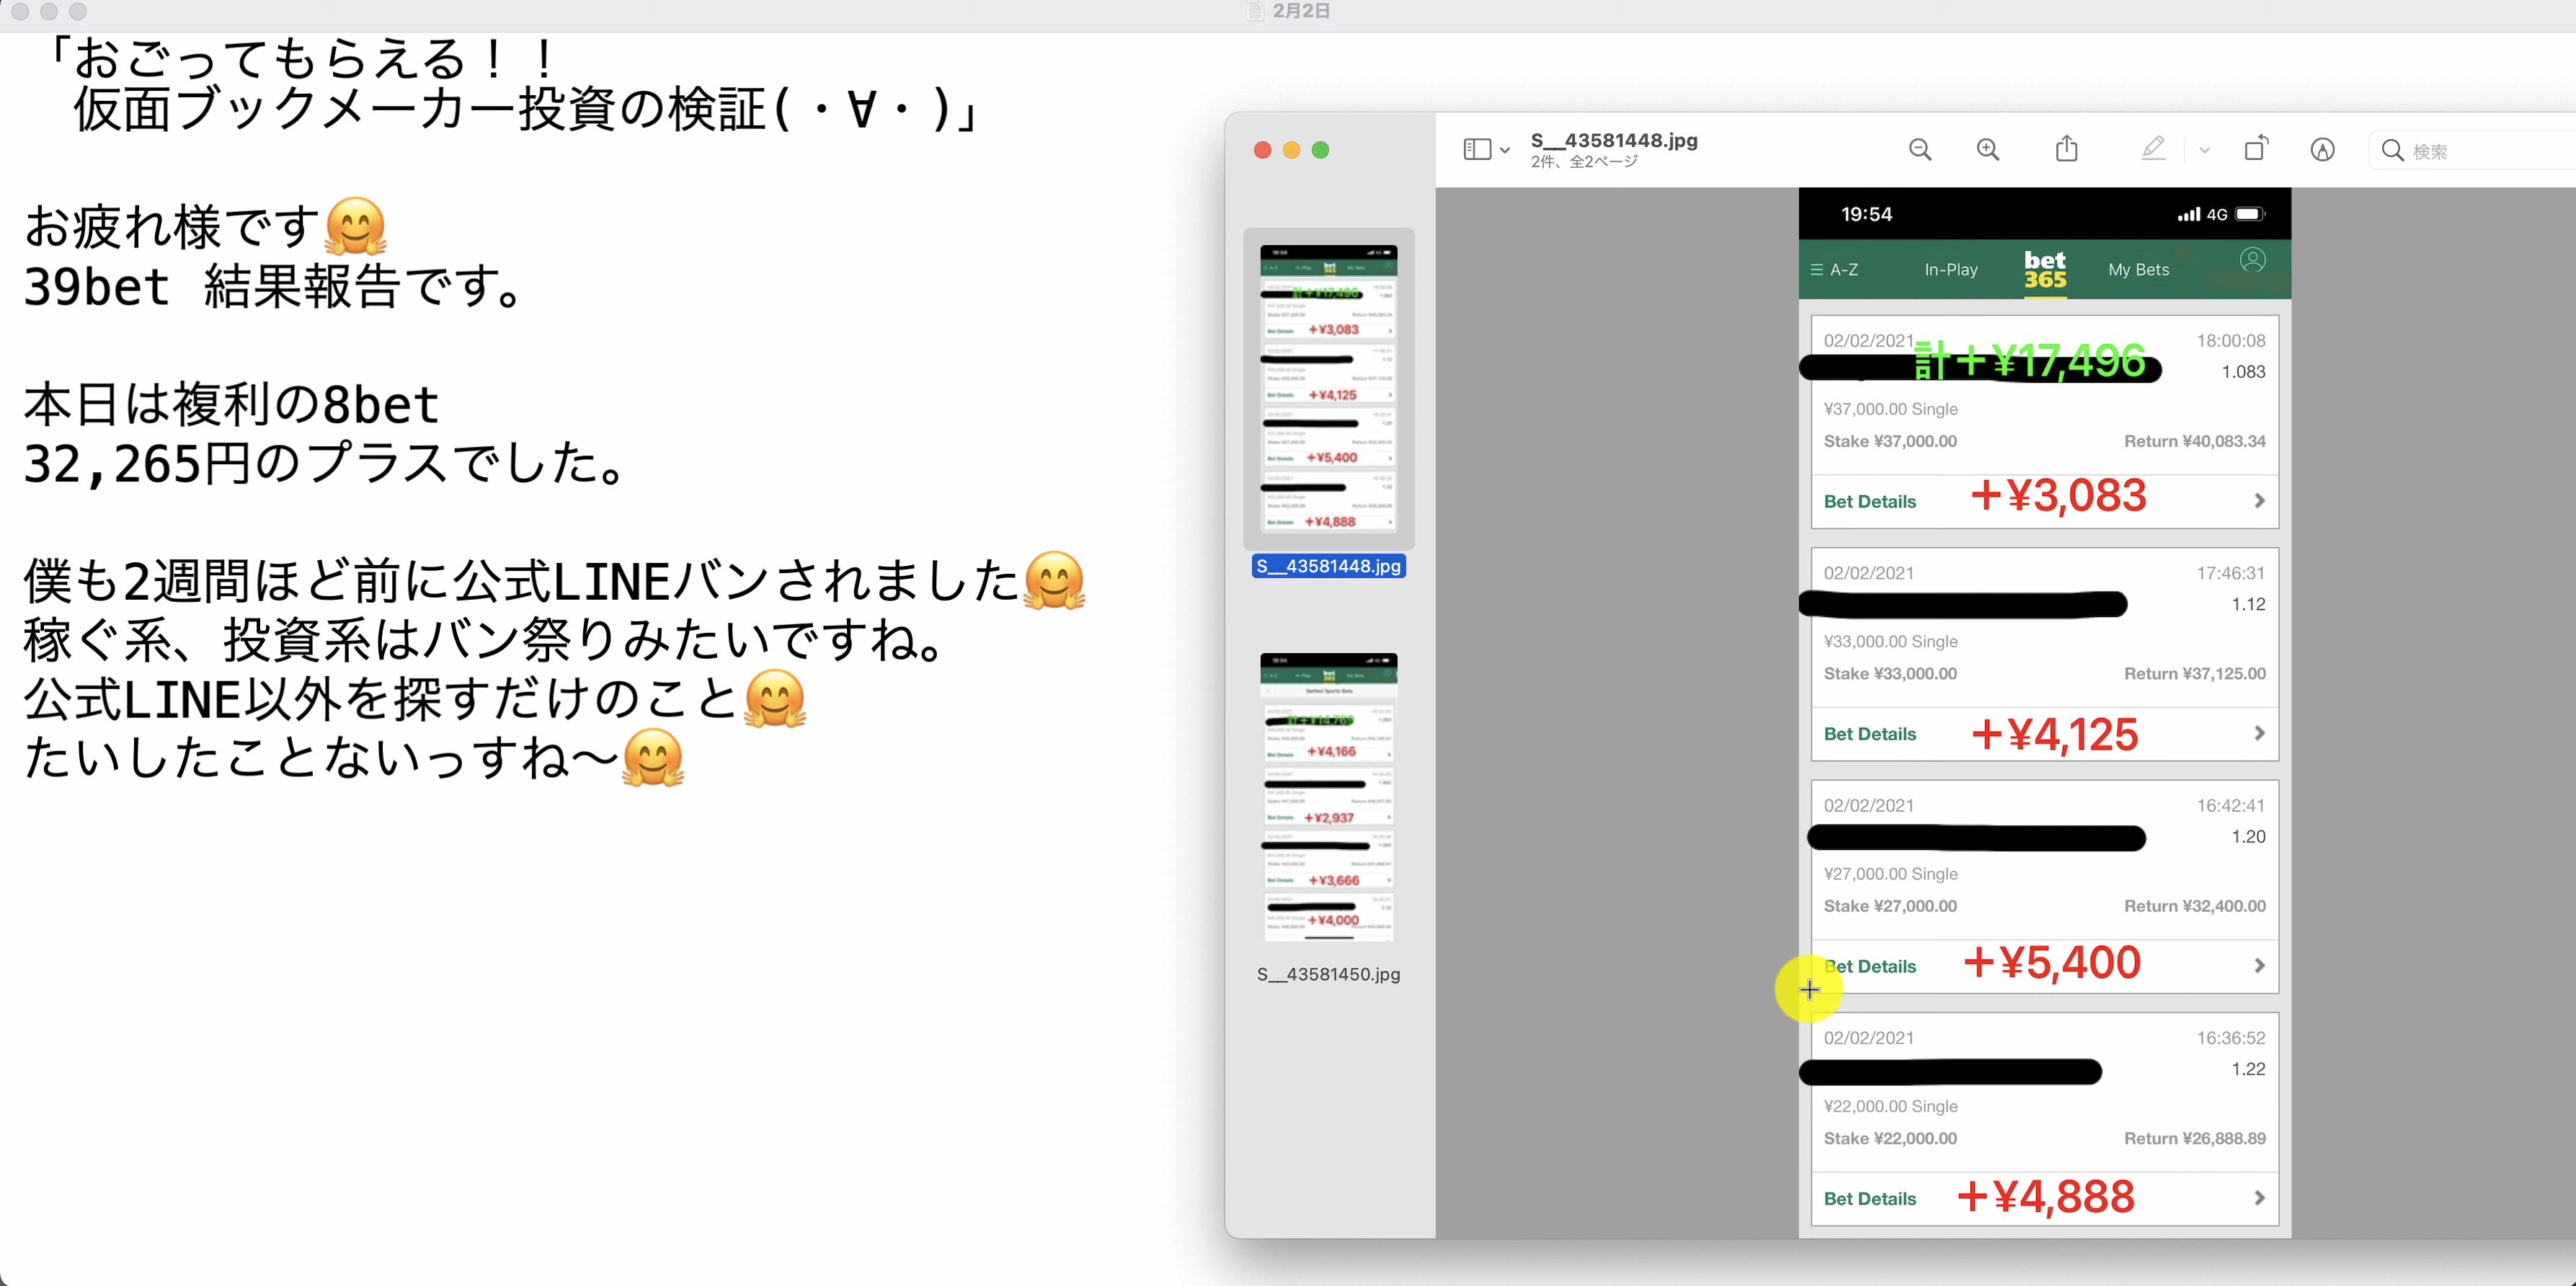 2月2日
「おごってもらえる！！
仮面ブックメーカー投資の検証(・∀・)」
お疲れ様です🤗
39bet 結果報告です。
本日は複利の8bet
32,265円のプラスでした。
僕も2週間ほど前に公式LINEバンされました🤗
稼ぐ系、投資系はバン祭りみたいですね。
公式LINE以外を探すだけのこと🤗
たいしたことないっすね〜🤗
S__43581448.jpg
2件、全2ページ
検索
+¥3,083
+¥4,125
+¥5,400
+¥4,888
S__43581448.jpg
+¥4,166
+¥2,937
+¥3,666
+¥4,000
S__43581450.jpg
19:54 4G
A-Z In-Play bet365 My Bets
02/02/2021 18:00:08
計+¥17,496 1.083
¥37,000.00 Single
Stake ¥37,000.00 Return ¥40,083.34
Bet Details +¥3,083
02/02/2021 17:46:31
1.12
¥33,000.00 Single
Stake ¥33,000.00 Return ¥37,125.00
Bet Details +¥4,125
02/02/2021 16:42:41
1.20
¥27,000.00 Single
Stake ¥27,000.00 Return ¥32,400.00
Bet Details +¥5,400
02/02/2021 16:36:52
1.22
¥22,000.00 Single
Stake ¥22,000.00 Return ¥26,888.89
Bet Details +¥4,888